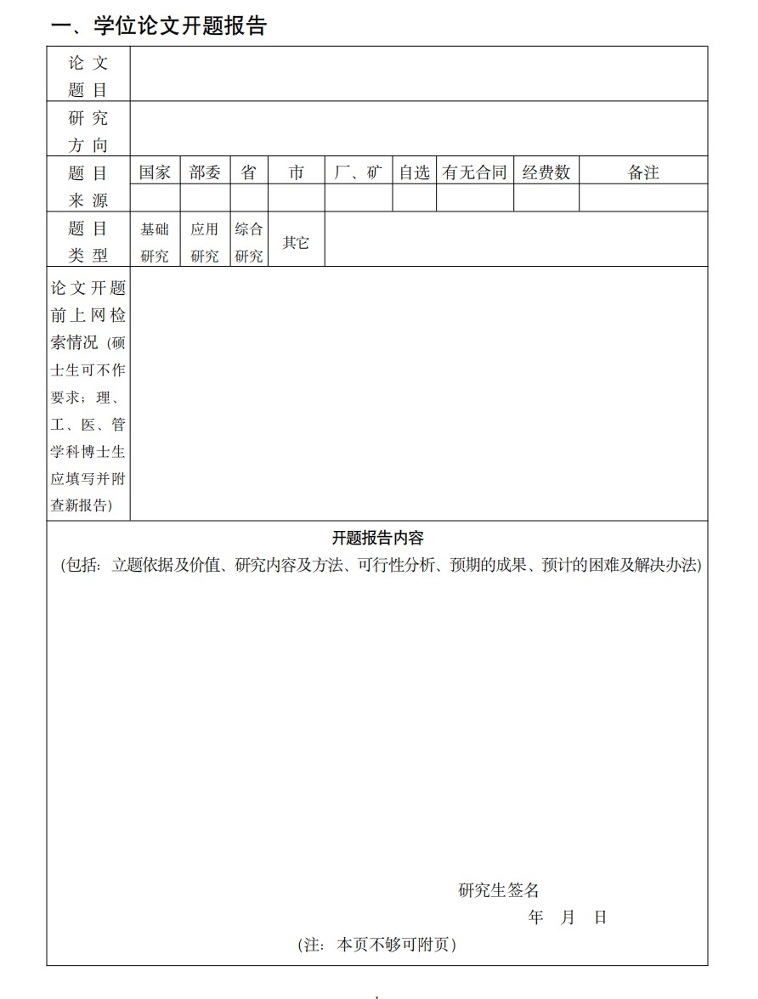 一、学位论文开题报告
论 文
题 目
研 究
方 向
题 目
来 源
国家 部委 省 市 厂、矿 自选 有无合同 经费数 备注
题 目
类 型
基础
研究
应用
研究
综合
研究
其它
论文开题
前上网检
索情况（硕
士生可不作
要求；理、
工、医、管
学科博士生
应填写并附
查新报告）
开题报告内容
（包括：立题依据及价值、研究内容及方法、可行性分析、预期的成果、预计的困难及解决办法）
研究生签名
年 月 日
（注：本页不够可附页）